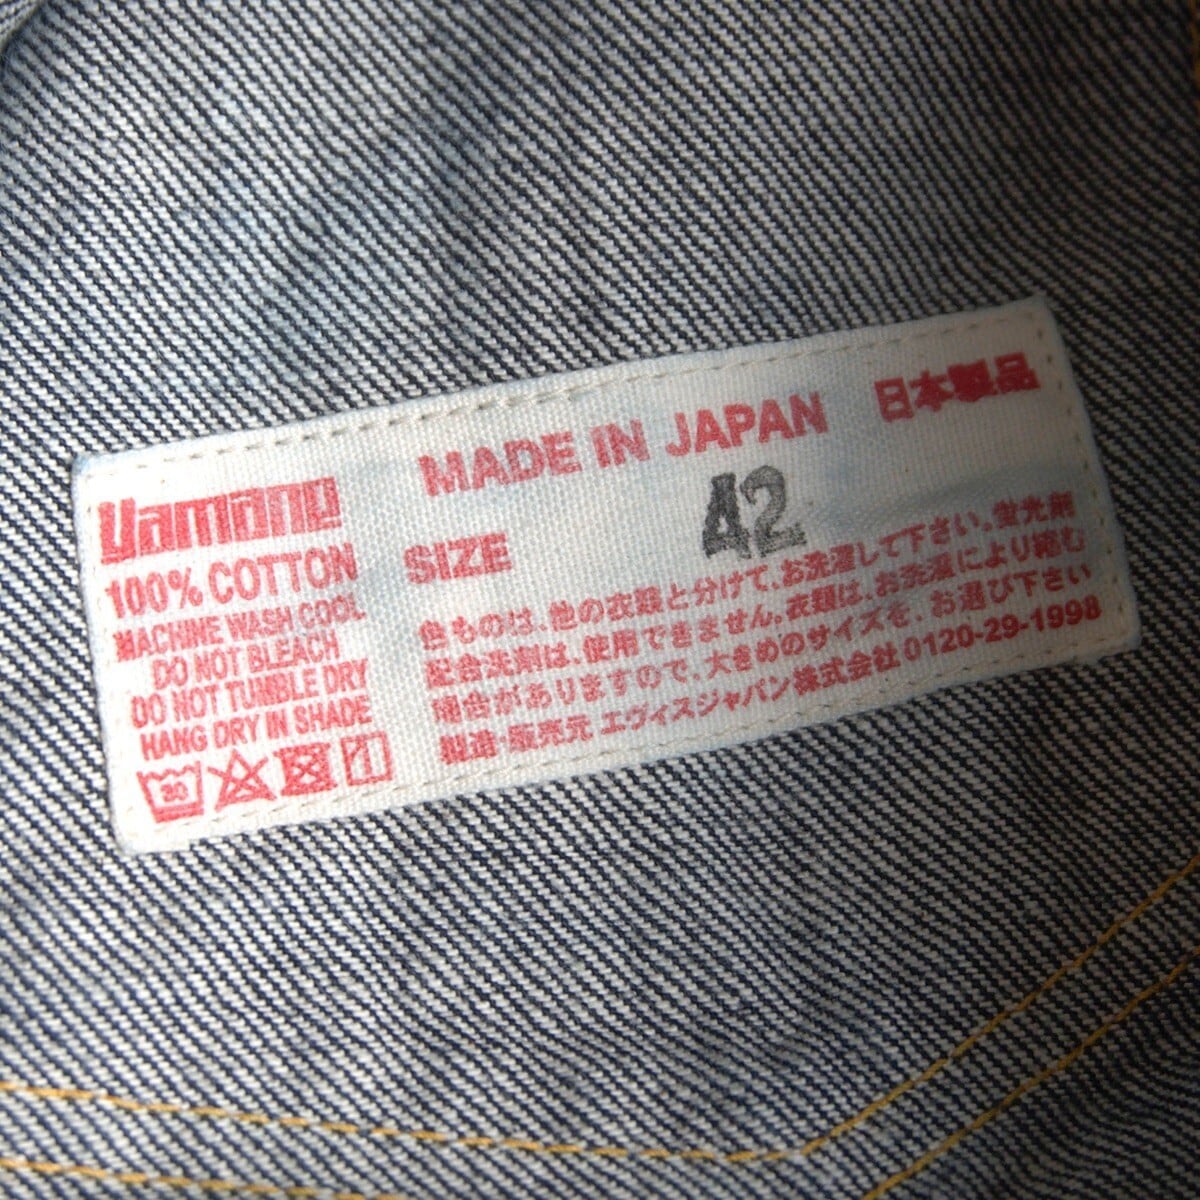 yamane
100% COTTON
MACHINE WASH COOL
DO NOT BLEACH
DO NOT TUMBLE DRY
HANG DRY IN SHADE
30
MADE IN JAPAN 日本製品
SIZE 42
色ものは、他の衣類と分けて、お洗濯して下さい。蛍光剤
配合洗剤は、使用できません。衣類は、お洗濯により縮む
場合がありますので、大きめのサイズを、お選び下さい
製造・販売元 エヴィスジャパン株式会社 0120-29-1998